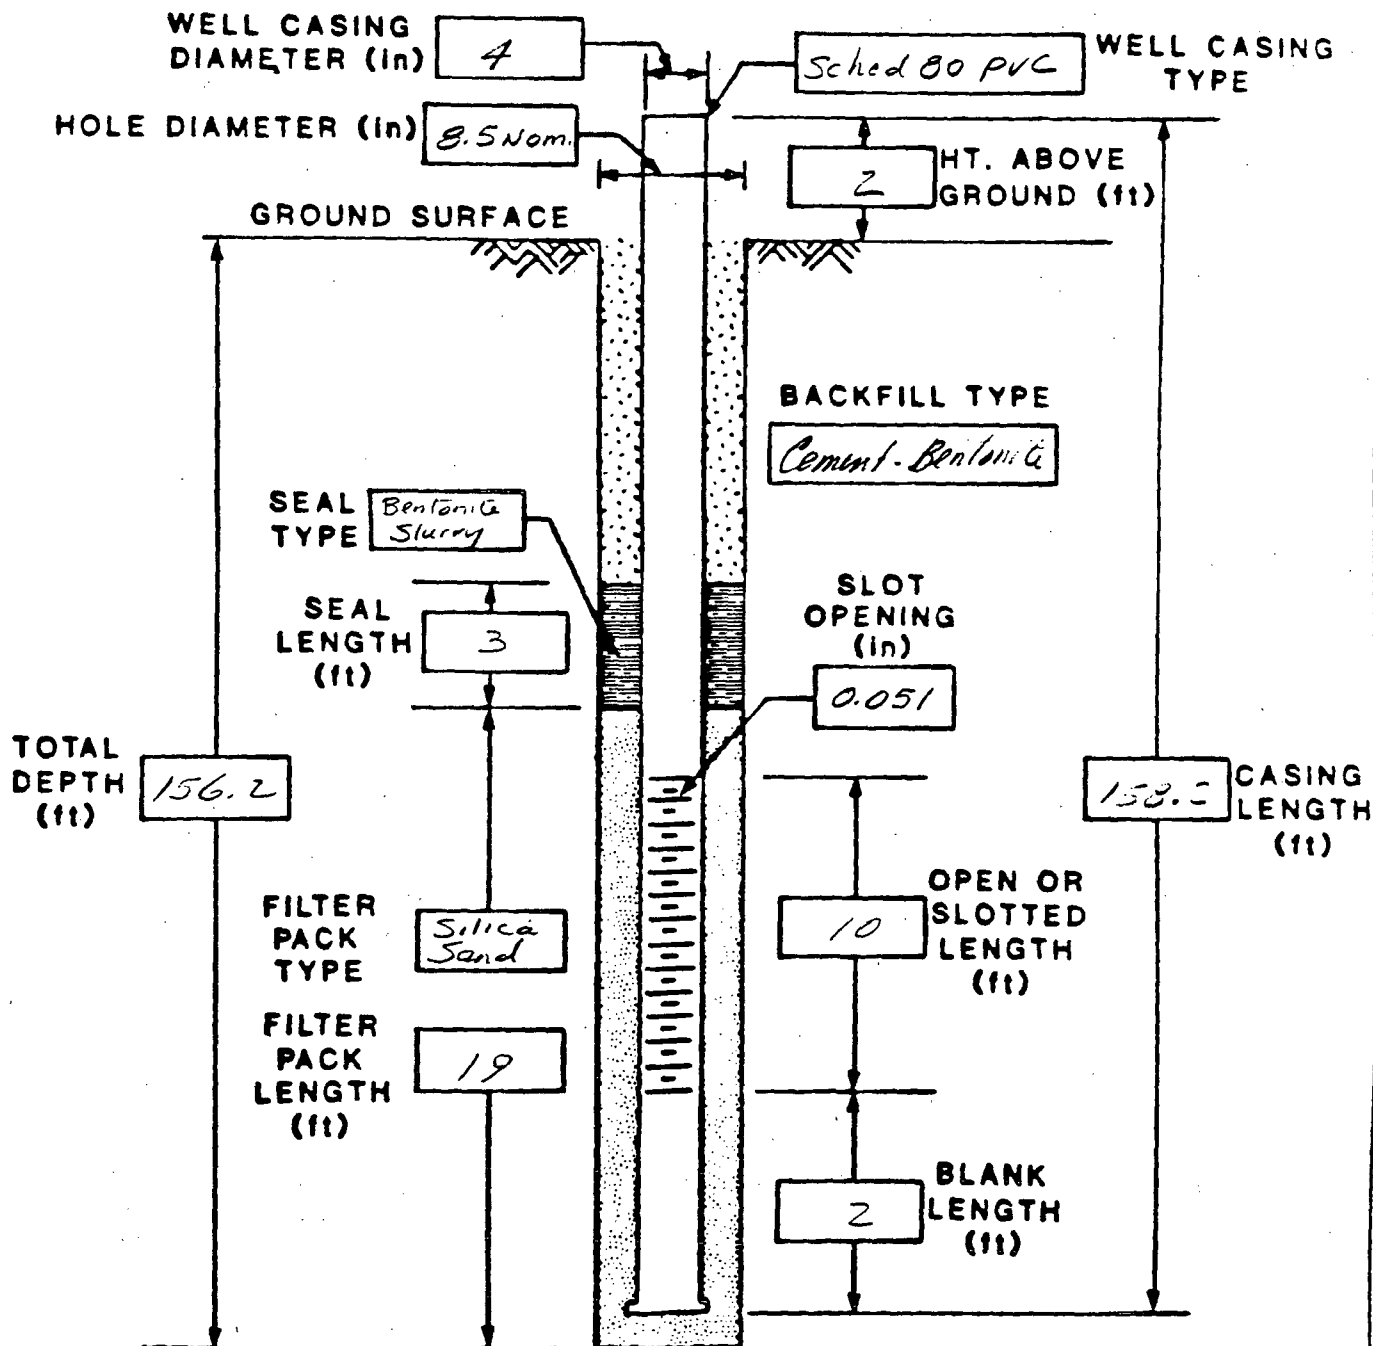 WELL CASING
DIAMETER (in)
4
Sched 80 PVC
WELL CASING
TYPE
HOLE DIAMETER (in)
8.5 Nom.
HT. ABOVE
GROUND (ft)
2
GROUND SURFACE
BACKFILL TYPE
Cement-Bentonite
SEAL
TYPE
Bentonite
Slurry
SEAL
LENGTH
(ft)
3
SLOT
OPENING
(in)
0.051
TOTAL
DEPTH
(ft)
156.2
CASING
LENGTH
(ft)
FILTER
PACK
TYPE
Silica
Sand
OPEN OR
SLOTTED
LENGTH
(ft)
10
FILTER
PACK
LENGTH
(ft)
19
BLANK
LENGTH
(ft)
2